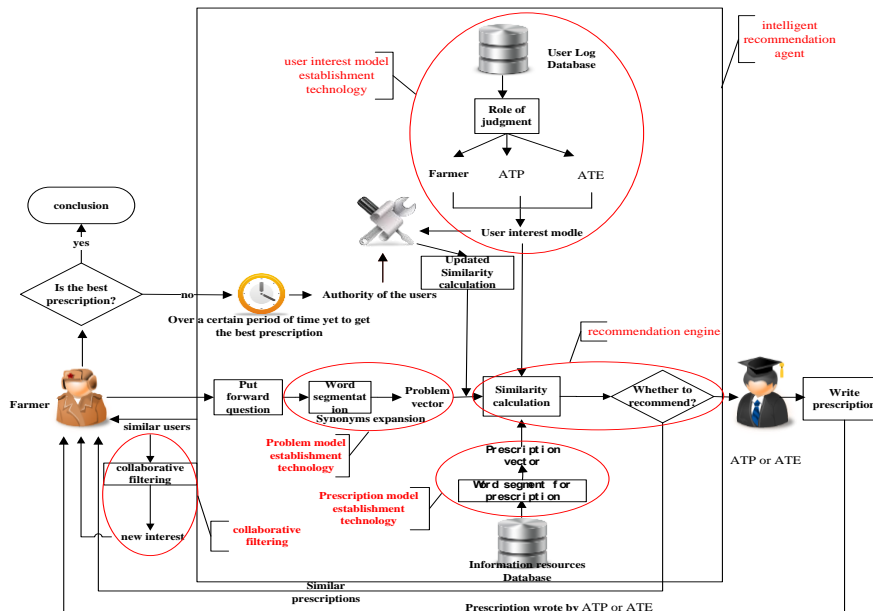 intelligent
recommendation
agent
User Log
Database
user interest model
establishment
technology
Role of
judgment
Farmer
ATP
ATE
conclusion
User interest modle
yes
Updated
Similarity
calculation
Is the best
prescription?
no
Authority of the users
Over a certain period of time yet to get
the best prescription
recommendation engine
Farmer
Put
forward
question
Word
segmentat
ion
Problem
vector
Synonyms expansion
Similarity
calculation
Whether to
recommend?
Write
prescription
similar users
Problem model
establishment
technology
Prescription
vector
ATP or ATE
collaborative
filtering
Word segment for
prescription
Prescription model
establishment
technology
new interest
collaborative
filtering
Information resources
Database
Similar
prescriptions
Prescription wrote by ATP or ATE